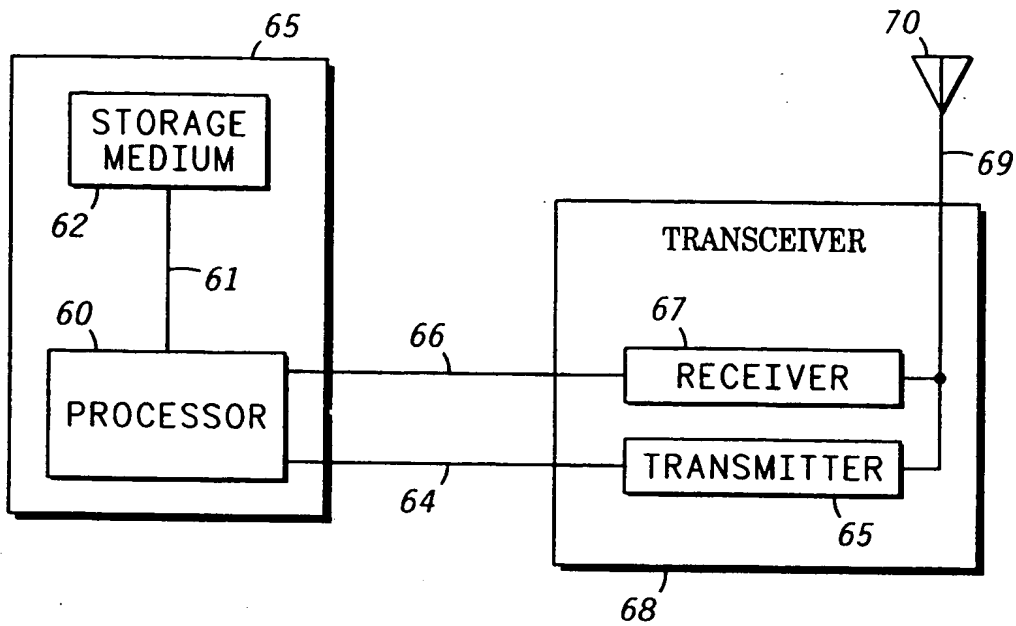 65
70
STORAGE
MEDIUM
62
69
TRANSCEIVER
61
60
67
66
RECEIVER
PROCESSOR
TRANSMITTER
64
65
68